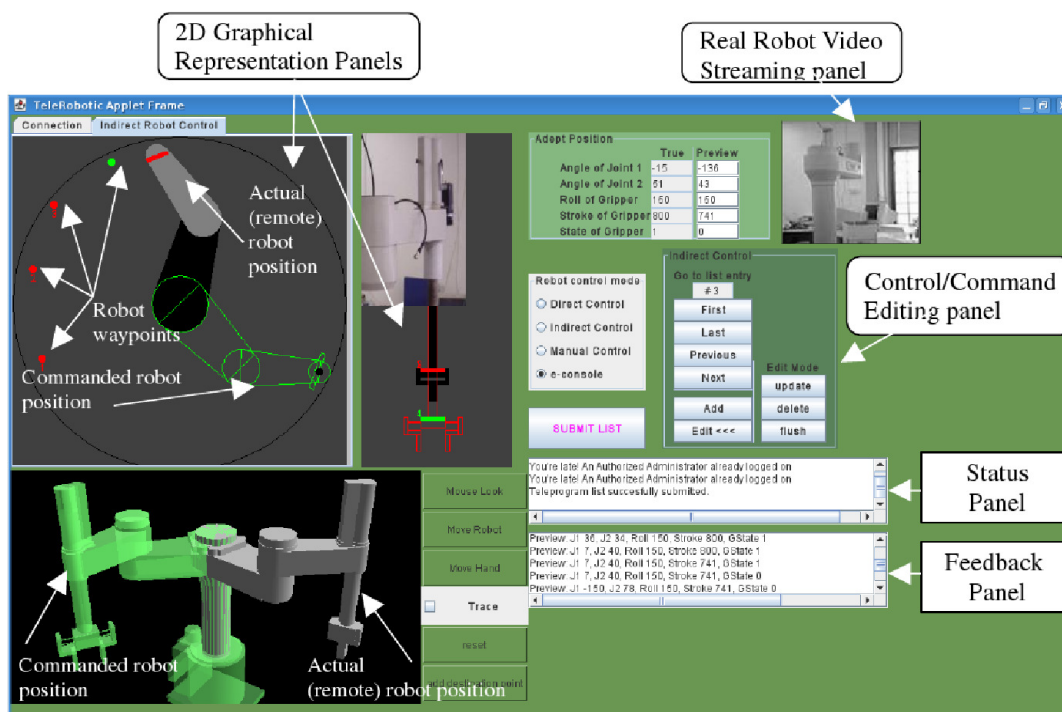 2D Graphical
Representation Panels
Real Robot Video
Streaming panel
TeleRobotic Applet Frame
Connection
Indirect Robot Control
Actual
(remote)
robot
position
Robot
waypoints
Commanded robot
position
Adept Position
True Preview
Angle of Joint 1 -15 -136
Angle of Joint 2 51 43
Roll of Gripper 150 150
Stroke of Gripper 800 741
State of Gripper 1 0
Robot control mode
Direct Control
Indirect Control
Manual Control
e-console
SUBMIT LIST
Indirect Control
Go to list entry
#3
First
Last
Previous
Next
Add
Edit <<<
Edit Mode
update
delete
flush
Control/Command
Editing panel
You're late! An Authorized Administrator already logged on
You're late! An Authorized Administrator already logged on
Teleprogram list succesfully submitted.
Status
Panel
Preview: J1 36, J2 34, Roll 150, Stroke 800, GState 1
Preview: J1 7, J2 40, Roll 150, Stroke 800, GState 1
Preview: J1 7, J2 40, Roll 150, Stroke 741, GState 1
Preview: J1 7, J2 40, Roll 150, Stroke 741, GState 0
Preview: J1 -150, J2 78, Roll 150, Stroke 741, GState 0
Feedback
Panel
Mouse Look
Move Robot
Move Hand
Trace
reset
add destination point
Commanded robot
position
Actual
(remote) robot position